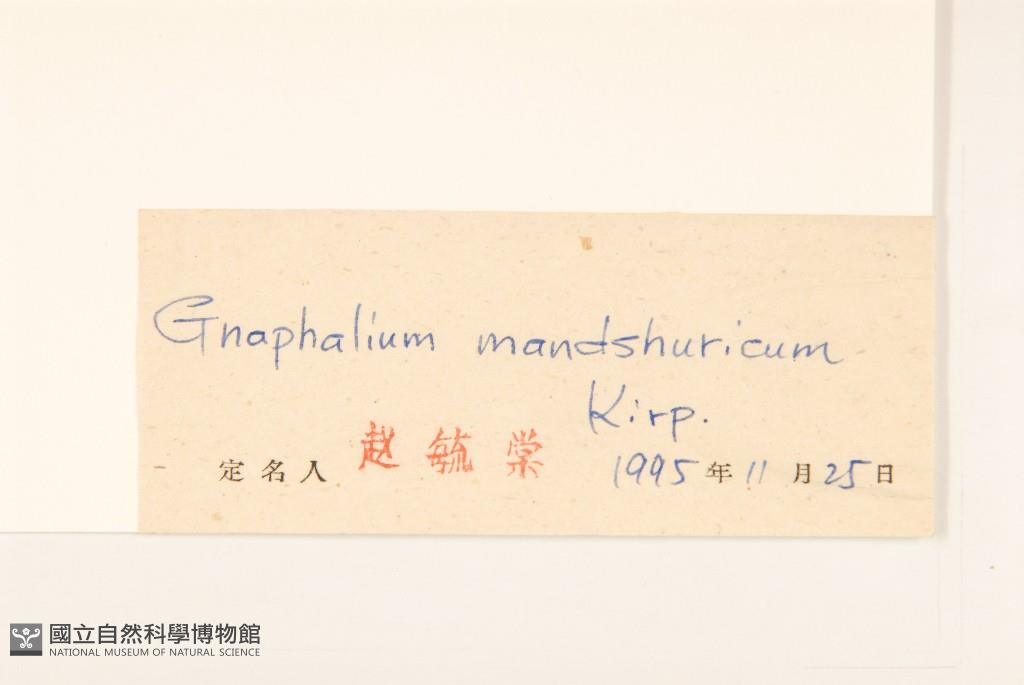 Gnaphalium mandshuricum
Kirp.
定名人 赵毓棠 1995年11月25日
國立自然科學博物館
NATIONAL MUSEUM OF NATURAL SCIENCE